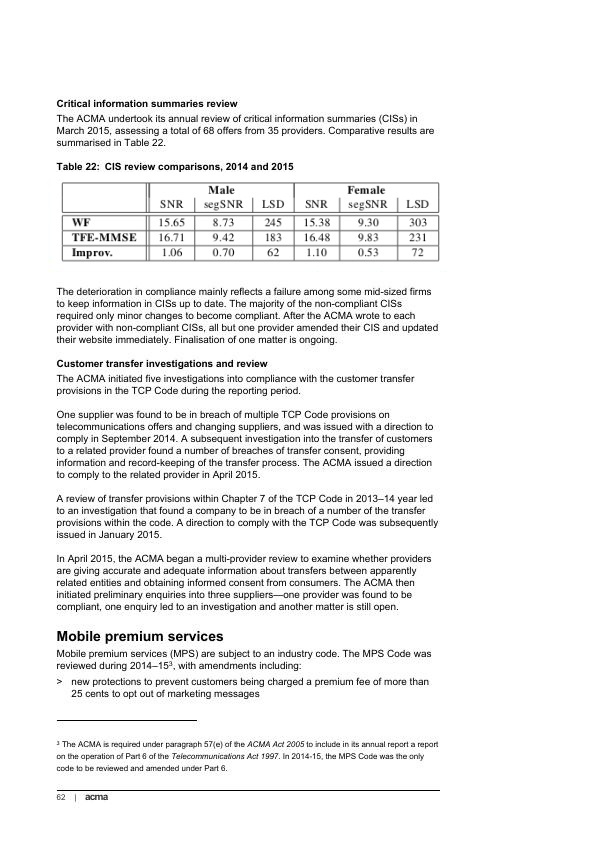 Critical information summaries review
The ACMA undertook its annual review of critical information summaries (CISs) in
March 2015, assessing a total of 68 offers from 35 providers. Comparative results are
summarised in Table 22.
Table 22: CIS review comparisons, 2014 and 2015
Male Female
SNR segSNR LSD SNR segSNR LSD
WF 15.65 8.73 245 15.38 9.30 303
TFE-MMSE 16.71 9.42 183 16.48 9.83 231
Improv. 1.06 0.70 62 1.10 0.53 72
The deterioration in compliance mainly reflects a failure among some mid-sized firms
to keep information in CISs up to date. The majority of the non-compliant CISs
required only minor changes to become compliant. After the ACMA wrote to each
provider with non-compliant CISs, all but one provider amended their CIS and updated
their website immediately. Finalisation of one matter is ongoing.
Customer transfer investigations and review
The ACMA initiated five investigations into compliance with the customer transfer
provisions in the TCP Code during the reporting period.
One supplier was found to be in breach of multiple TCP Code provisions on
telecommunications offers and changing suppliers, and was issued with a direction to
comply in September 2014. A subsequent investigation into the transfer of customers
to a related provider found a number of breaches of transfer consent, providing
information and record-keeping of the transfer process. The ACMA issued a direction
to comply to the related provider in April 2015.
A review of transfer provisions within Chapter 7 of the TCP Code in 2013–14 year led
to an investigation that found a company to be in breach of a number of the transfer
provisions within the code. A direction to comply with the TCP Code was subsequently
issued in January 2015.
In April 2015, the ACMA began a multi-provider review to examine whether providers
are giving accurate and adequate information about transfers between apparently
related entities and obtaining informed consent from consumers. The ACMA then
initiated preliminary enquiries into three suppliers—one provider was found to be
compliant, one enquiry led to an investigation and another matter is still open.
Mobile premium services
Mobile premium services (MPS) are subject to an industry code. The MPS Code was
reviewed during 2014–15³, with amendments including:
> new protections to prevent customers being charged a premium fee of more than
25 cents to opt out of marketing messages
³ The ACMA is required under paragraph 57(e) of the ACMA Act 2005 to include in its annual report a report
on the operation of Part 6 of the Telecommunications Act 1997. In 2014-15, the MPS Code was the only
code to be reviewed and amended under Part 6.
62 | acma